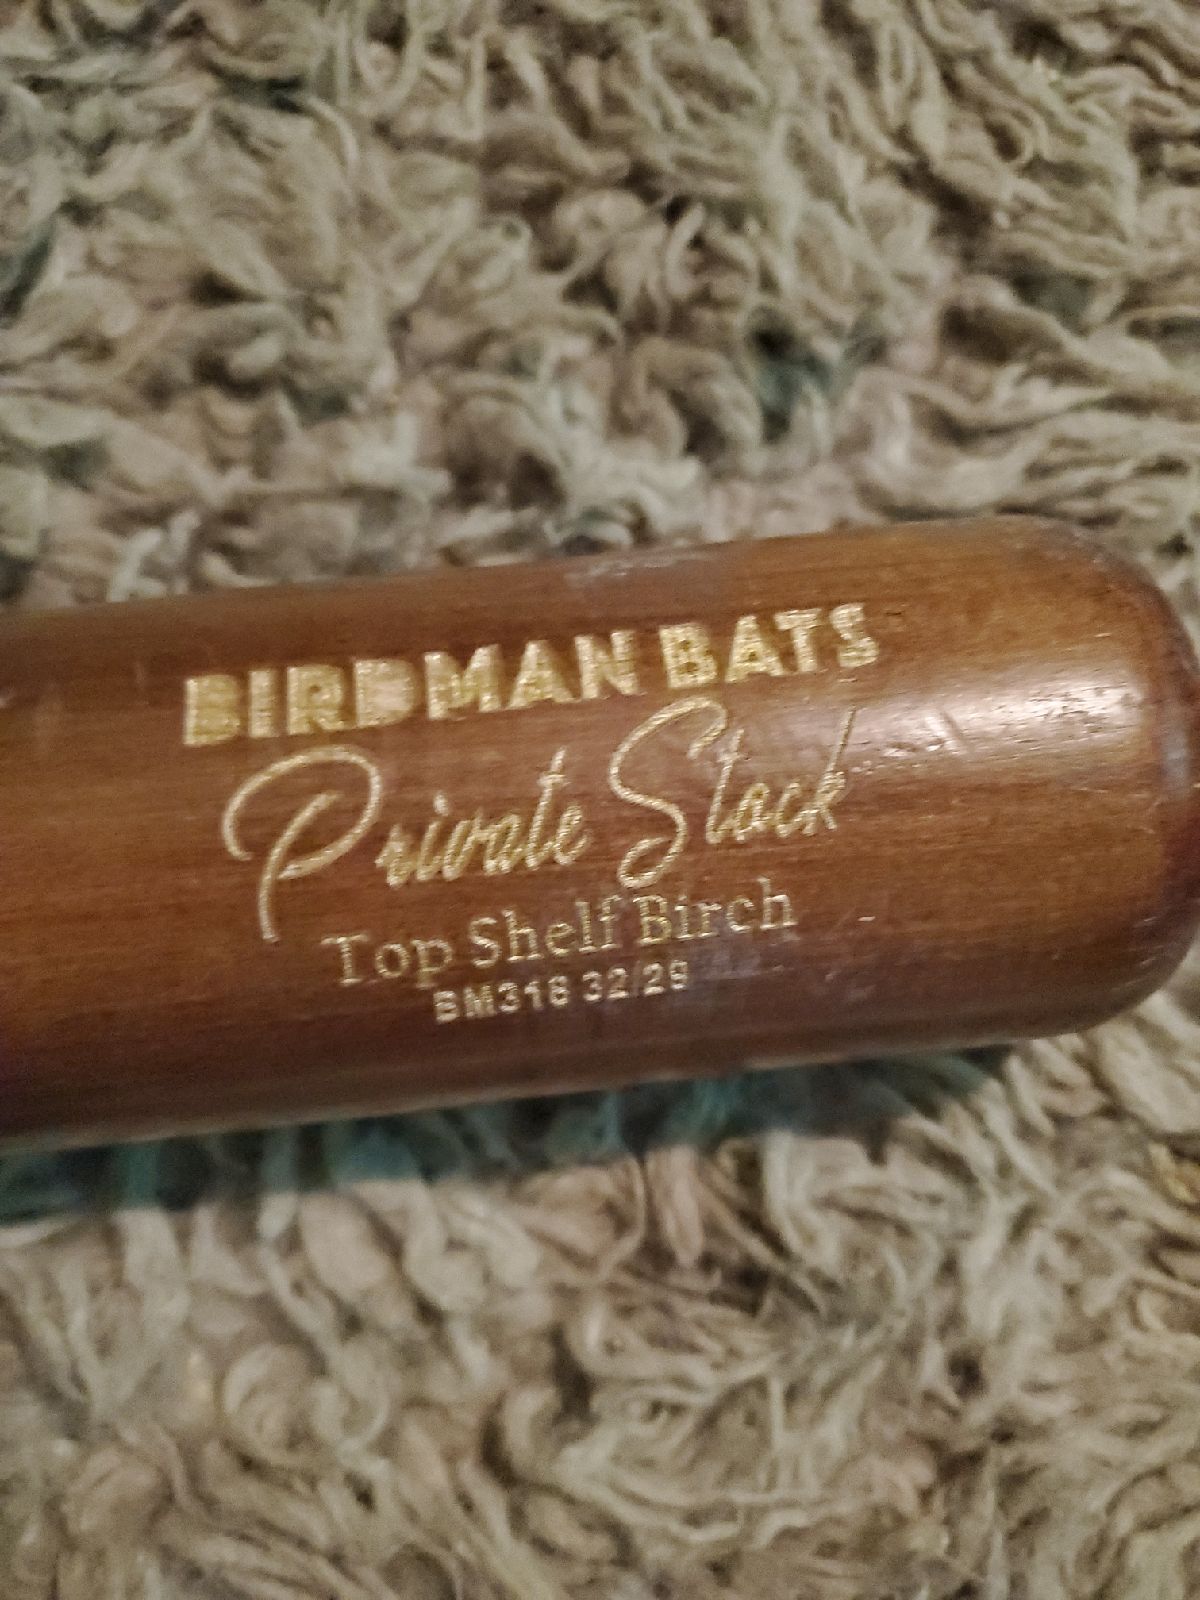 BIRDMAN BATS
Private Stock
Top Shelf Birch
BM318 32/29